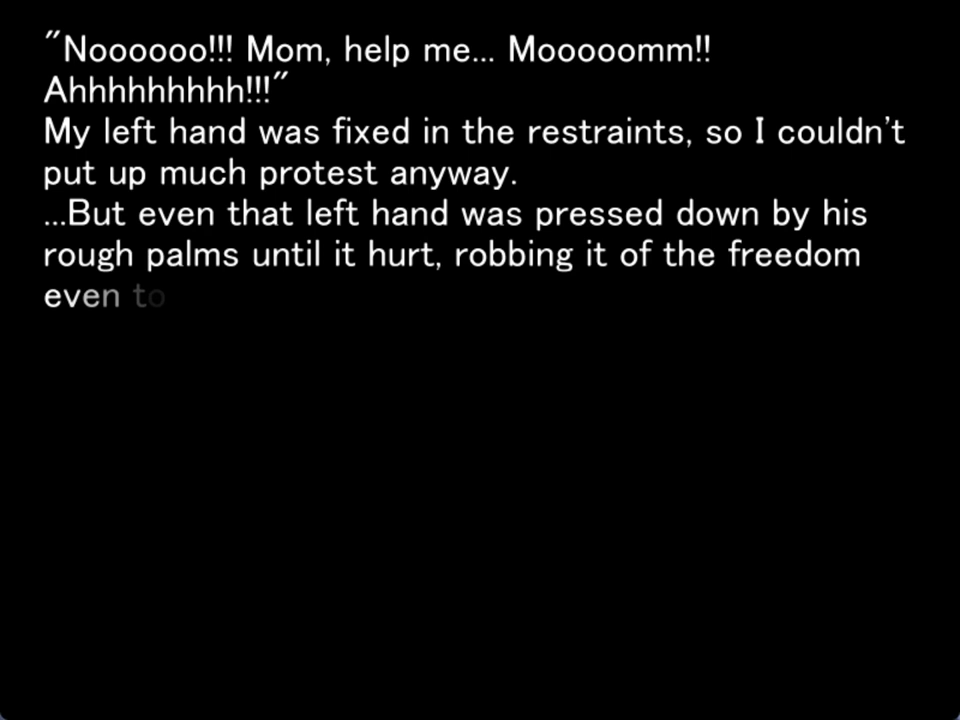 "Noooooo!!! Mom, help me... Mooooomm!!
Ahhhhhhhhh!!!"
My left hand was fixed in the restraints, so I couldn't
put up much protest anyway.
...But even that left hand was pressed down by his
rough palms until it hurt, robbing it of the freedom
even to